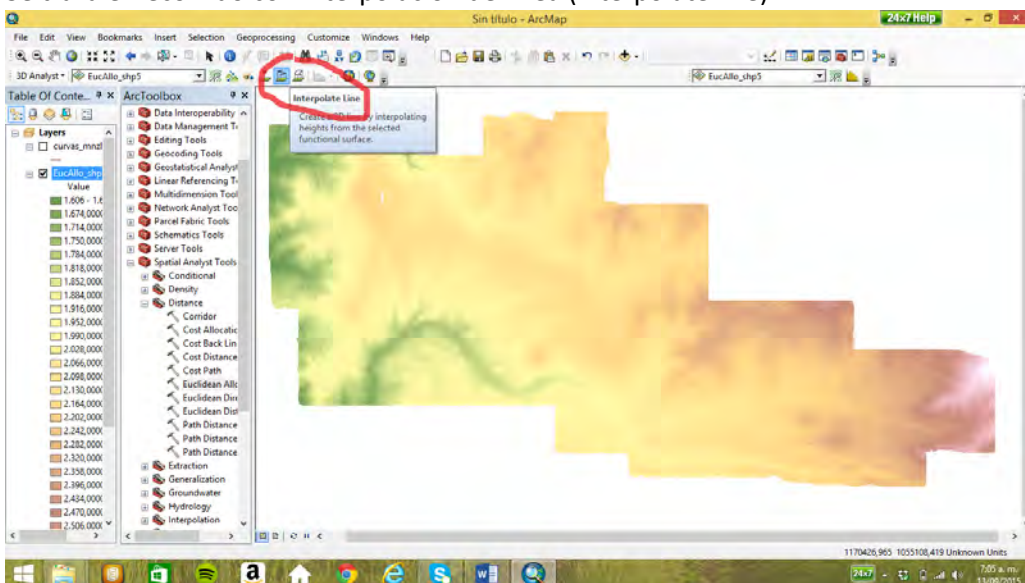 Sin título - ArcMap
24x7 Help
File Edit View Bookmarks Insert Selection Geoprocessing Customize Windows Help
3D Analyst EucAllo_shp5
EucAllo_shp5
Table Of Conte...
ArcToolbox
Interpolate Line
heights from the selected
functional surface.
Layers
curvas_mnzl
EucAllo_shp
Value
1.606 - 1.6
1.674,000
1.714,000
1.750,000
1.784,000
1.818,000
1.852,000
1.884,000
1.916,000
1.952,000
1.990,000
2.028,000
2.066,000
2.098,000
2.130,000
2.164,000
2.202,000
2.242,000
2.282,000
2.320,000
2.358,000
2.396,000
2.434,000
2.470,000
2.506,000
Data Interoperability
Data Management T
Editing Tools
Geocoding Tools
Geostatistical Analys
Linear Referencing T
Multidimension Tool
Network Analyst Too
Parcel Fabric Tools
Schematics Tools
Server Tools
Spatial Analyst Tools
Conditional
Density
Distance
Corridor
Cost Allocatic
Cost Back Lin
Cost Distance
Cost Path
Euclidean Allo
Euclidean Dire
Euclidean Dist
Path Distance
Path Distance
Path Distance
Extraction
Generalization
Groundwater
Hydrology
Interpolation
1170426,965 1055108,419 Unknown Units
24x7
7:05 a. m.